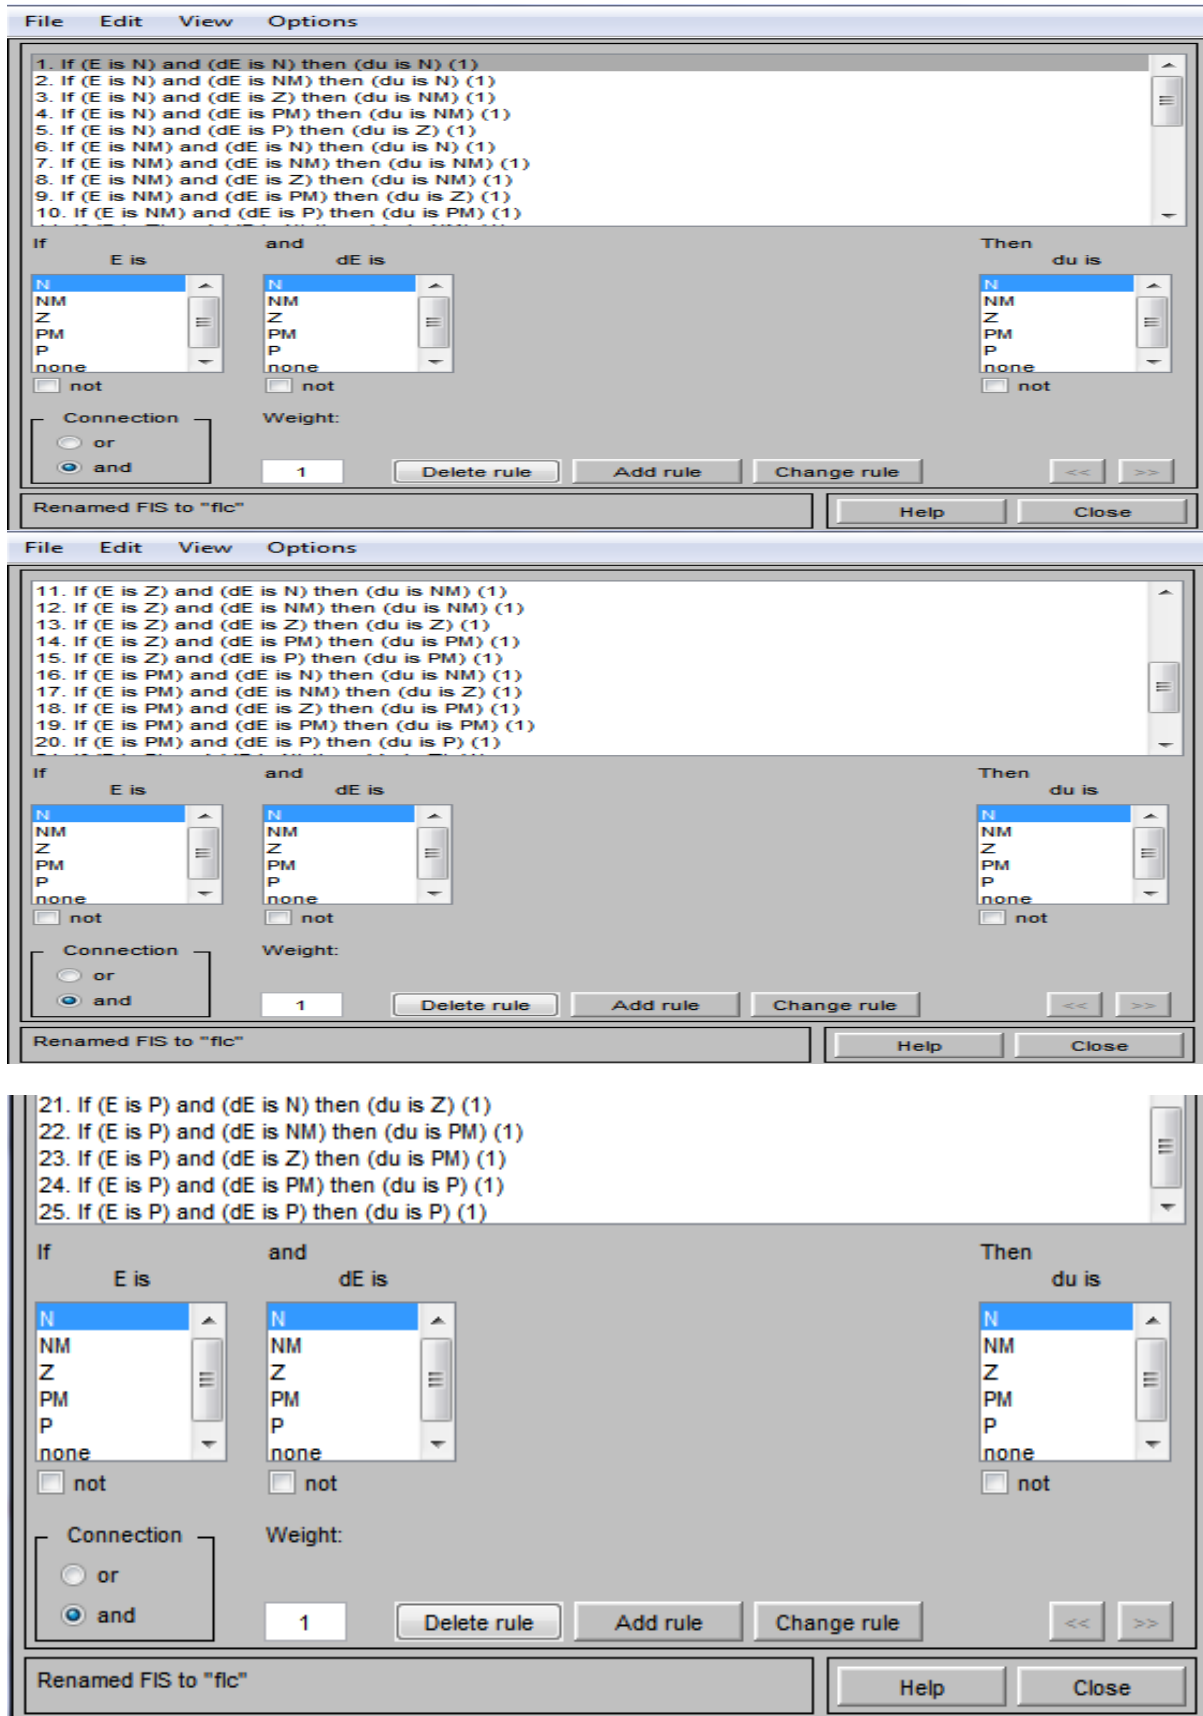 File Edit View Options
1. If (E is N) and (dE is N) then (du is N) (1)
2. If (E is N) and (dE is NM) then (du is N) (1)
3. If (E is N) and (dE is Z) then (du is NM) (1)
4. If (E is N) and (dE is PM) then (du is NM) (1)
5. If (E is N) and (dE is P) then (du is Z) (1)
6. If (E is NM) and (dE is N) then (du is N) (1)
7. If (E is NM) and (dE is NM) then (du is NM) (1)
8. If (E is NM) and (dE is Z) then (du is NM) (1)
9. If (E is NM) and (dE is PM) then (du is Z) (1)
10. If (E is NM) and (dE is P) then (du is PM) (1)
If and Then
E is dE is du is
N N N
NM NM NM
Z Z Z
PM PM PM
P P P
none none none
not not not
Connection Weight:
or
and 1 Delete rule Add rule Change rule << >>
Renamed FIS to "flc" Help Close
File Edit View Options
11. If (E is Z) and (dE is N) then (du is NM) (1)
12. If (E is Z) and (dE is NM) then (du is NM) (1)
13. If (E is Z) and (dE is Z) then (du is Z) (1)
14. If (E is Z) and (dE is PM) then (du is PM) (1)
15. If (E is Z) and (dE is P) then (du is PM) (1)
16. If (E is PM) and (dE is N) then (du is NM) (1)
17. If (E is PM) and (dE is NM) then (du is Z) (1)
18. If (E is PM) and (dE is Z) then (du is PM) (1)
19. If (E is PM) and (dE is PM) then (du is PM) (1)
20. If (E is PM) and (dE is P) then (du is P) (1)
If and Then
E is dE is du is
N N N
NM NM NM
Z Z Z
PM PM PM
P P P
none none none
not not not
Connection Weight:
or
and 1 Delete rule Add rule Change rule << >>
Renamed FIS to "flc" Help Close
21. If (E is P) and (dE is N) then (du is Z) (1)
22. If (E is P) and (dE is NM) then (du is PM) (1)
23. If (E is P) and (dE is Z) then (du is PM) (1)
24. If (E is P) and (dE is PM) then (du is P) (1)
25. If (E is P) and (dE is P) then (du is P) (1)
If and Then
E is dE is du is
N N N
NM NM NM
Z Z Z
PM PM PM
P P P
none none none
not not not
Connection Weight:
or
and 1 Delete rule Add rule Change rule << >>
Renamed FIS to "flc" Help Close